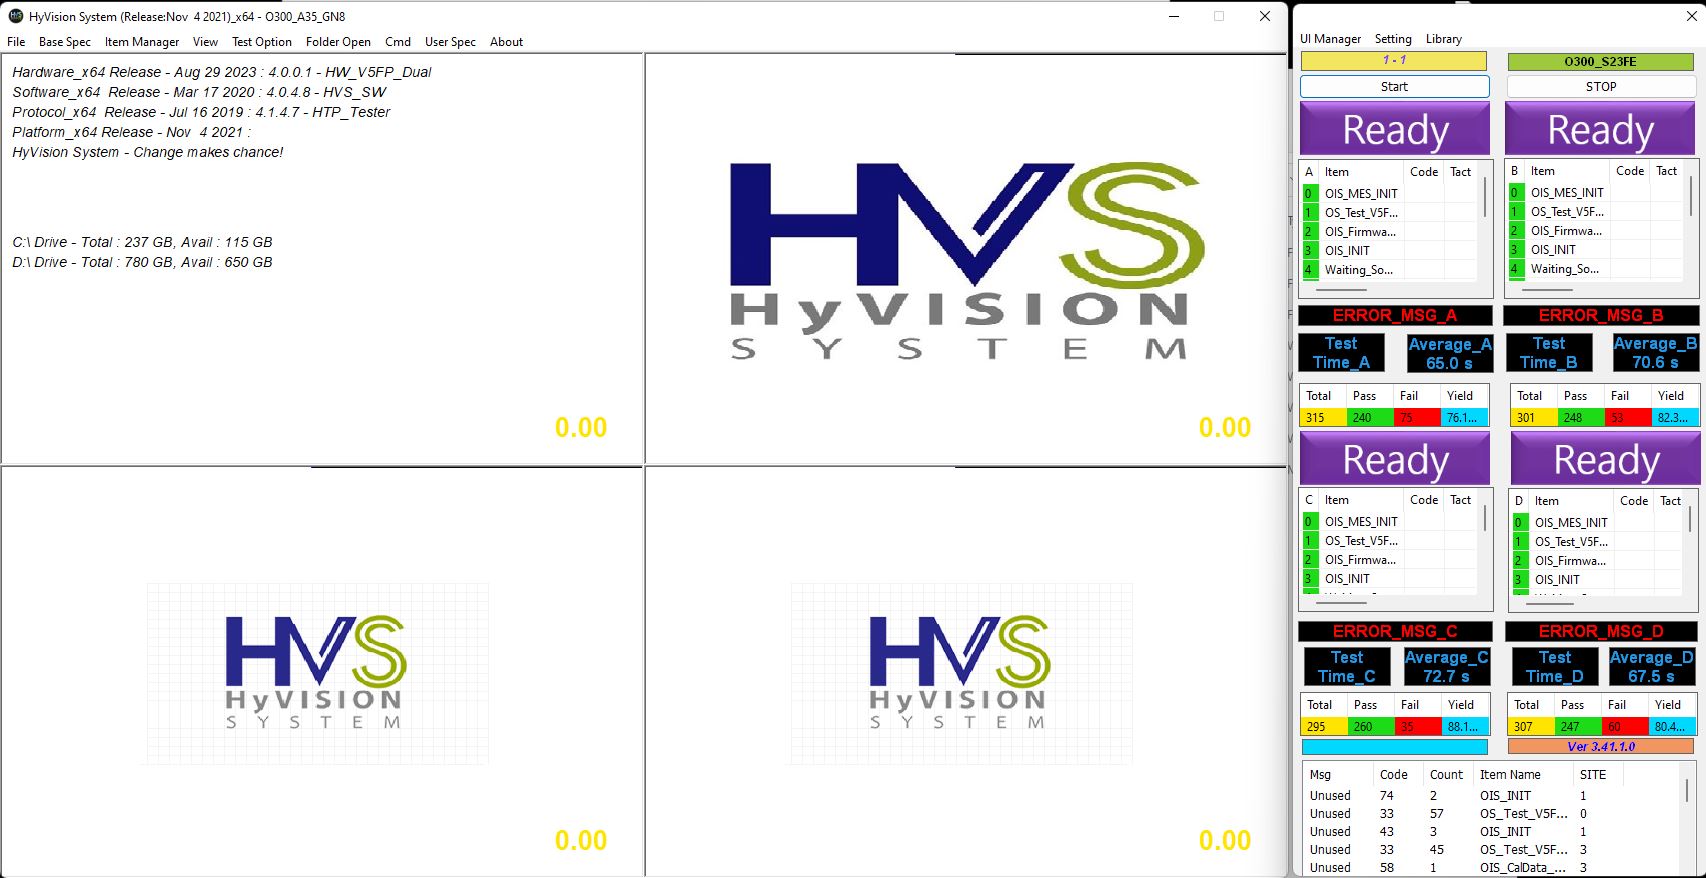 HyVision System (Release:Nov  4 2021)_x64 - O300_A35_GN8
File Base Spec Item Manager View Test Option Folder Open Cmd User Spec About
Hardware_x64 Release - Aug 29 2023 : 4.0.0.1 - HW_V5FP_Dual
Software_x64  Release - Mar 17 2020 : 4.0.4.8 - HVS_SW
Protocol_x64  Release - Jul 16 2019 : 4.1.4.7 - HTP_Tester
Platform_x64 Release - Nov  4 2021 :
HyVision System - Change makes chance!
C:\ Drive - Total : 237 GB, Avail : 115 GB
D:\ Drive - Total : 780 GB, Avail : 650 GB
0.00
HVS
HyVISION
SYSTEM
0.00
HVS
HyVISION
SYSTEM
0.00
HVS
HyVISION
SYSTEM
0.00
UI Manager Setting Library
1 - 1 O300_S23FE
Start STOP
Ready Ready
A Item Code Tact
0 OIS_MES_INIT
1 OS_Test_V5F...
2 OIS_Firmwa...
3 OIS_INIT
4 Waiting_So...
B Item Code Tact
0 OIS_MES_INIT
1 OS_Test_V5F...
2 OIS_Firmwa...
3 OIS_INIT
4 Waiting_So...
ERROR_MSG_A ERROR_MSG_B
Test Time_A
Average_A 65.0 s
Test Time_B
Average_B 70.6 s
Total Pass Fail Yield
315 240 75 76.1...
Total Pass Fail Yield
301 248 53 82.3...
Ready Ready
C Item Code Tact
0 OIS_MES_INIT
1 OS_Test_V5F...
2 OIS_Firmwa...
3 OIS_INIT
D Item Code Tact
0 OIS_MES_INIT
1 OS_Test_V5F...
2 OIS_Firmwa...
3 OIS_INIT
ERROR_MSG_C ERROR_MSG_D
Test Time_C
Average_C 72.7 s
Test Time_D
Average_D 67.5 s
Total Pass Fail Yield
295 260 35 88.1...
Total Pass Fail Yield
307 247 60 80.4...
Ver 3.41.1.0
Msg Code Count Item Name SITE
Unused 74 2 OIS_INIT 1
Unused 33 57 OS_Test_V5F... 0
Unused 43 3 OIS_INIT 1
Unused 33 45 OS_Test_V5F... 3
Unused 58 1 OIS_CalData_... 3